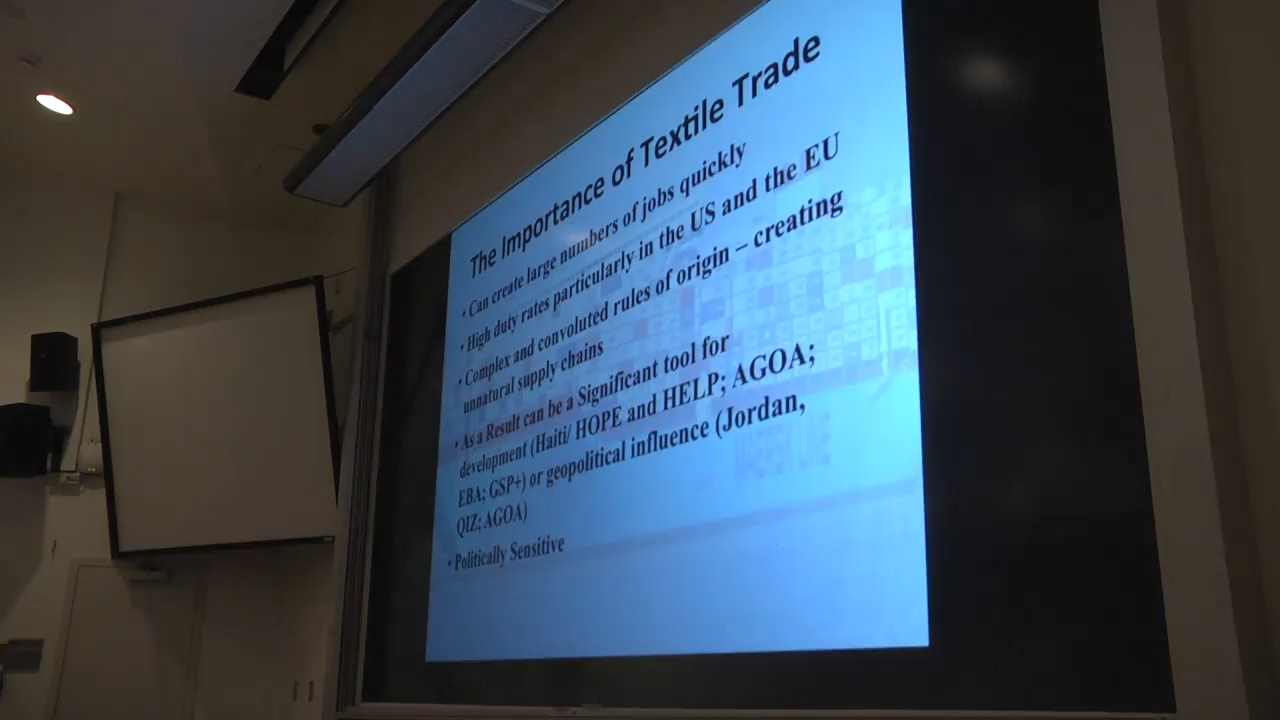 The Importance of Textile Trade
• Can create large numbers of jobs quickly
• High duty rates particularly in the US and the EU
• Complex and convoluted rules of origin – creating
unnatural supply chains
• As a Result can be a Significant tool for
development (Haiti/ HOPE and HELP; AGOA;
EBA; GSP+) or geopolitical influence (Jordan,
QIZ; AGOA)
• Politically Sensitive